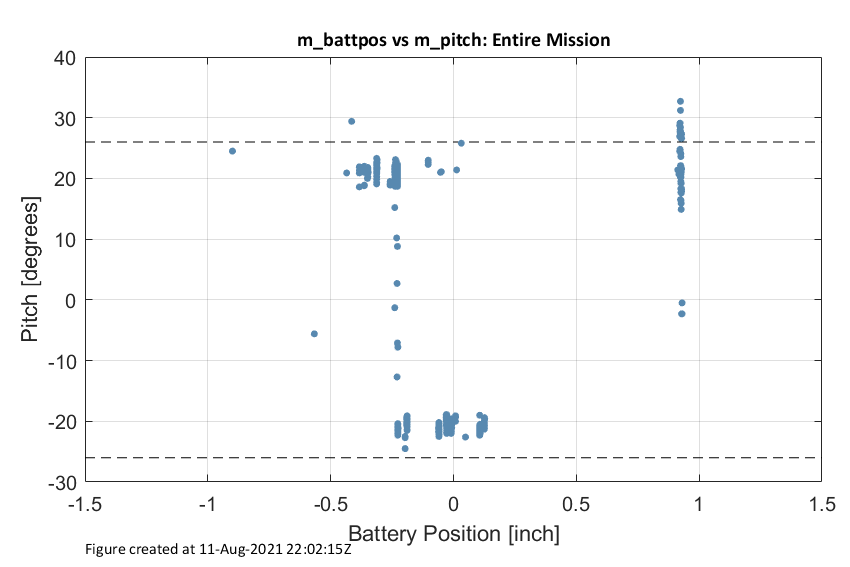 m_battpos vs m_pitch: Entire Mission
40
30
20
10
0
-10
-20
-30
Pitch [degrees]
-1.5 -1 -0.5 0 0.5 1 1.5
Battery Position [inch]
Figure created at 11-Aug-2021 22:02:15Z